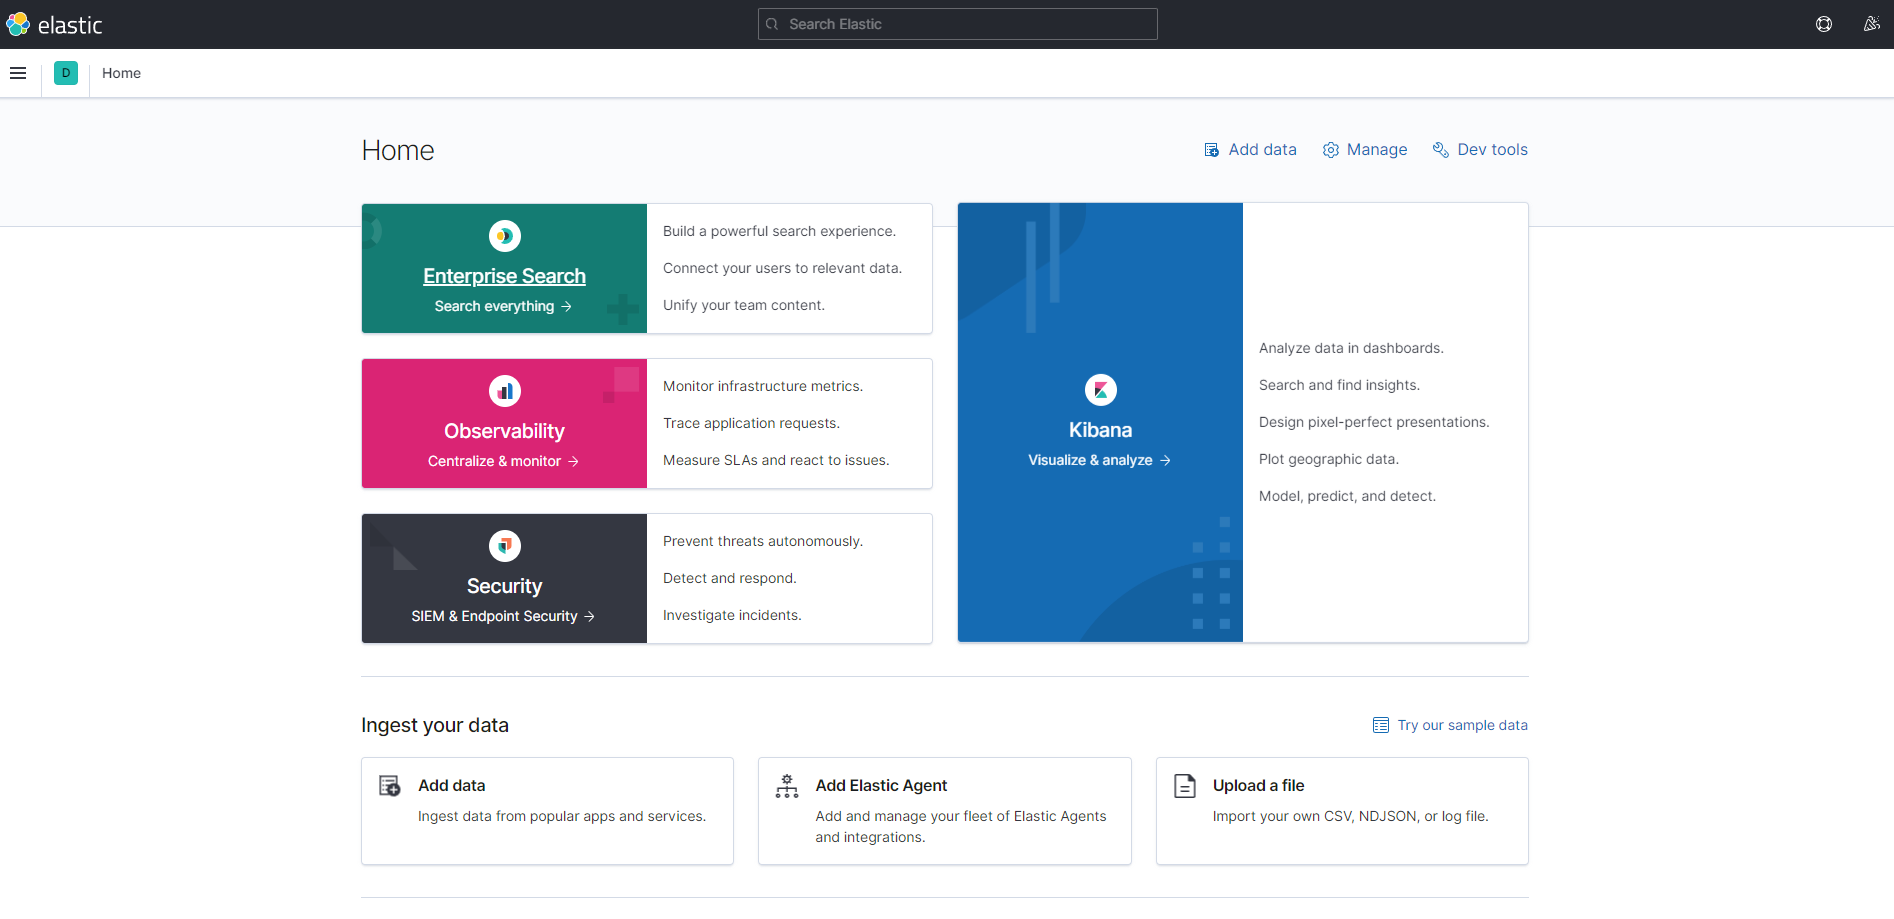 elastic
Search Elastic
D
Home
Home
Add data
Manage
Dev tools
Enterprise Search
Search everything →
Build a powerful search experience.
Connect your users to relevant data.
Unify your team content.
Observability
Centralize & monitor →
Monitor infrastructure metrics.
Trace application requests.
Measure SLAs and react to issues.
Security
SIEM & Endpoint Security →
Prevent threats autonomously.
Detect and respond.
Investigate incidents.
Kibana
Visualize & analyze →
Analyze data in dashboards.
Search and find insights.
Design pixel-perfect presentations.
Plot geographic data.
Model, predict, and detect.
Ingest your data
Try our sample data
Add data
Ingest data from popular apps and services.
Add Elastic Agent
Add and manage your fleet of Elastic Agents
and integrations.
Upload a file
Import your own CSV, NDJSON, or log file.